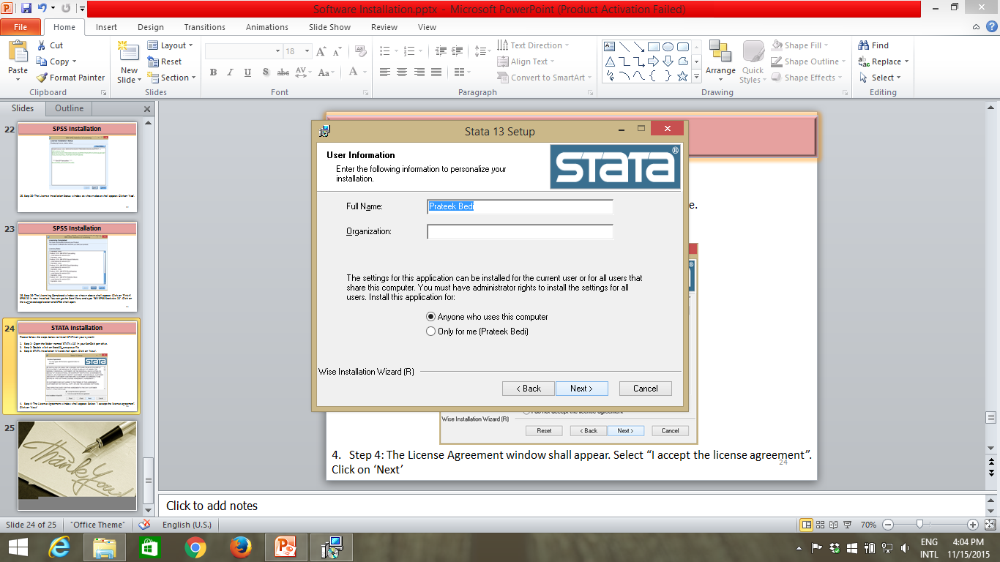 Software Installation.pptx - Microsoft PowerPoint (Product Activation Failed)
File Home Insert Design Transitions Animations Slide Show Review View
Paste
Cut
Copy
Format Painter
Clipboard
New Slide
Layout
Reset
Section
Slides
18
B I U S abc AV Aa A
Font
Text Direction
Align Text
Convert to SmartArt
Paragraph
Arrange
Quick Styles
Shape Fill
Shape Outline
Shape Effects
Drawing
Find
Replace
Select
Editing
Slides Outline
22
SPSS Installation
23
SPSS Installation
24
STATA Installation
25
Thank You
Stata 13 Setup
User Information
Enter the following information to personalize your
installation.
STATA®
Full Name: Prateek Bedi
Organization:
The settings for this application can be installed for the current user or for all users that
share this computer. You must have administrator rights to install the settings for all
users. Install this application for:
Anyone who uses this computer
Only for me (Prateek Bedi)
Wise Installation Wizard (R)
< Back Next > Cancel
e.
I do not accept the license agreement
Wise Installation Wizard (R)
Reset < Back Next > Cancel
4. Step 4: The License Agreement window shall appear. Select “I accept the license agreement”.
Click on ‘Next’
24
Click to add notes
Slide 24 of 25 "Office Theme" English (U.S.) 70%
ENG 4:04 PM
INTL 11/15/2015